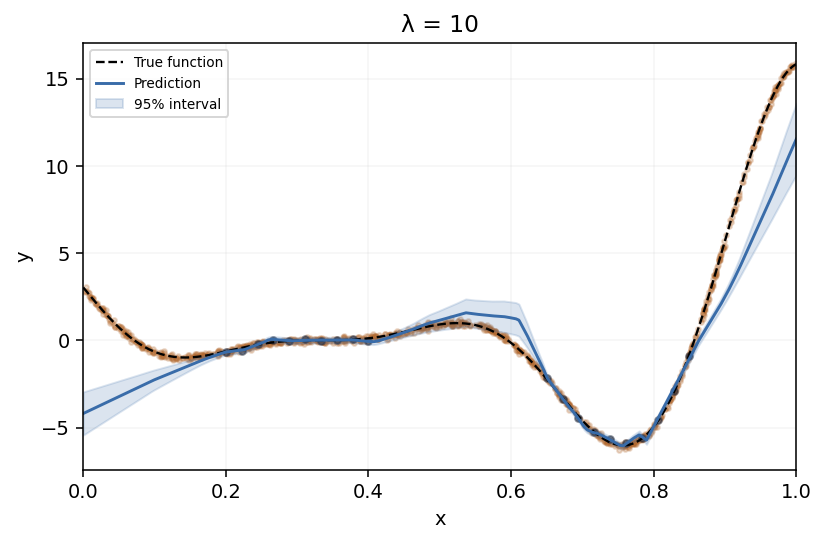 λ = 10
True function
Prediction
95% interval
15
10
5
0
−5
y
0.0 0.2 0.4 0.6 0.8 1.0
x